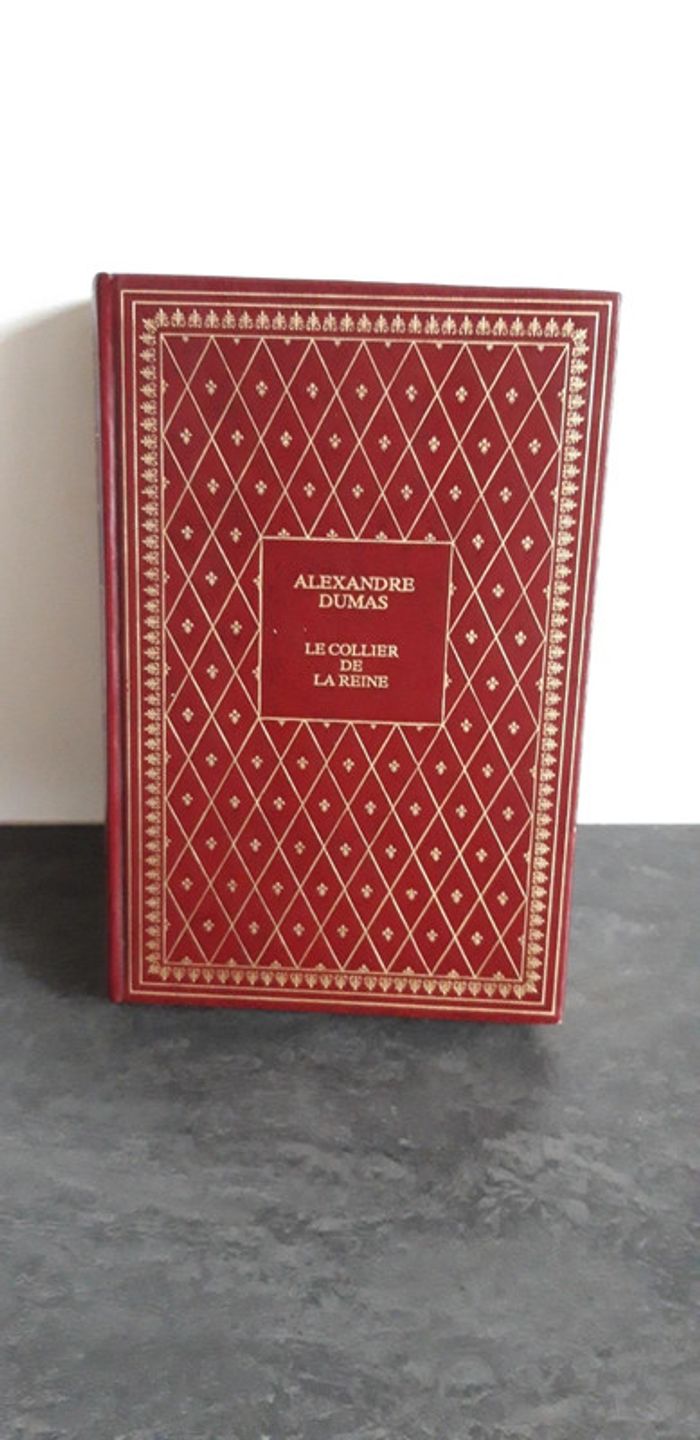 ALEXANDRE
DUMAS
LE COLLIER
DE
LA REINE